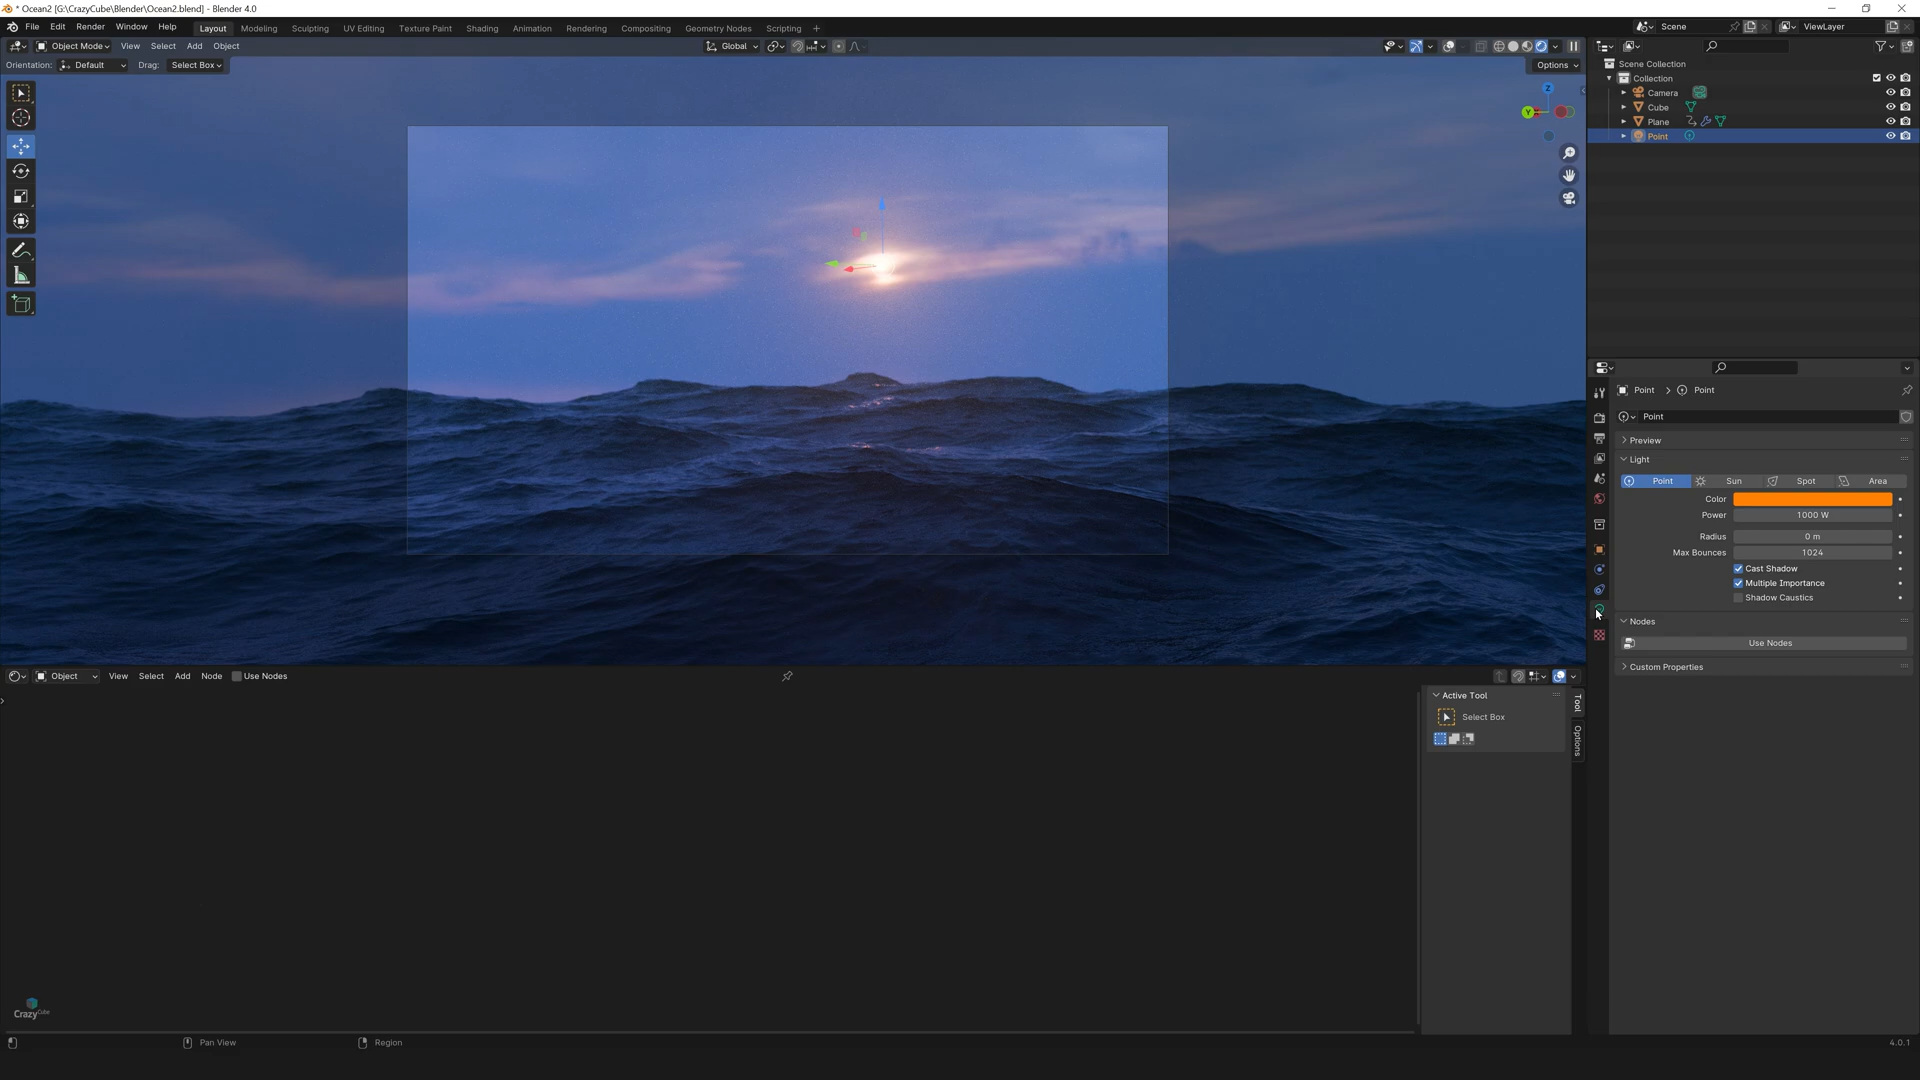 * Ocean2 [G:\CrazyCube\Blender\Ocean2.blend] - Blender 4.0
File Edit Render Window Help Layout Modeling Sculpting UV Editing Texture Paint Shading Animation Rendering Compositing Geometry Nodes Scripting + Scene ViewLayer
Object Mode View Select Add Object Global
Orientation: Default Drag: Select Box Options
Z
Y
Scene Collection
Collection
Camera
Cube
Plane
Point
Point > Point
Point
Preview
Light
Point Sun Spot Area
Color
Power 1000 W
Radius 0 m
Max Bounces 1024
Cast Shadow
Multiple Importance
Shadow Caustics
Nodes
Use Nodes
Custom Properties
Object View Select Add Node Use Nodes
Active Tool
Select Box
Tool
Options
CrazyCube
Pan View Region 4.0.1